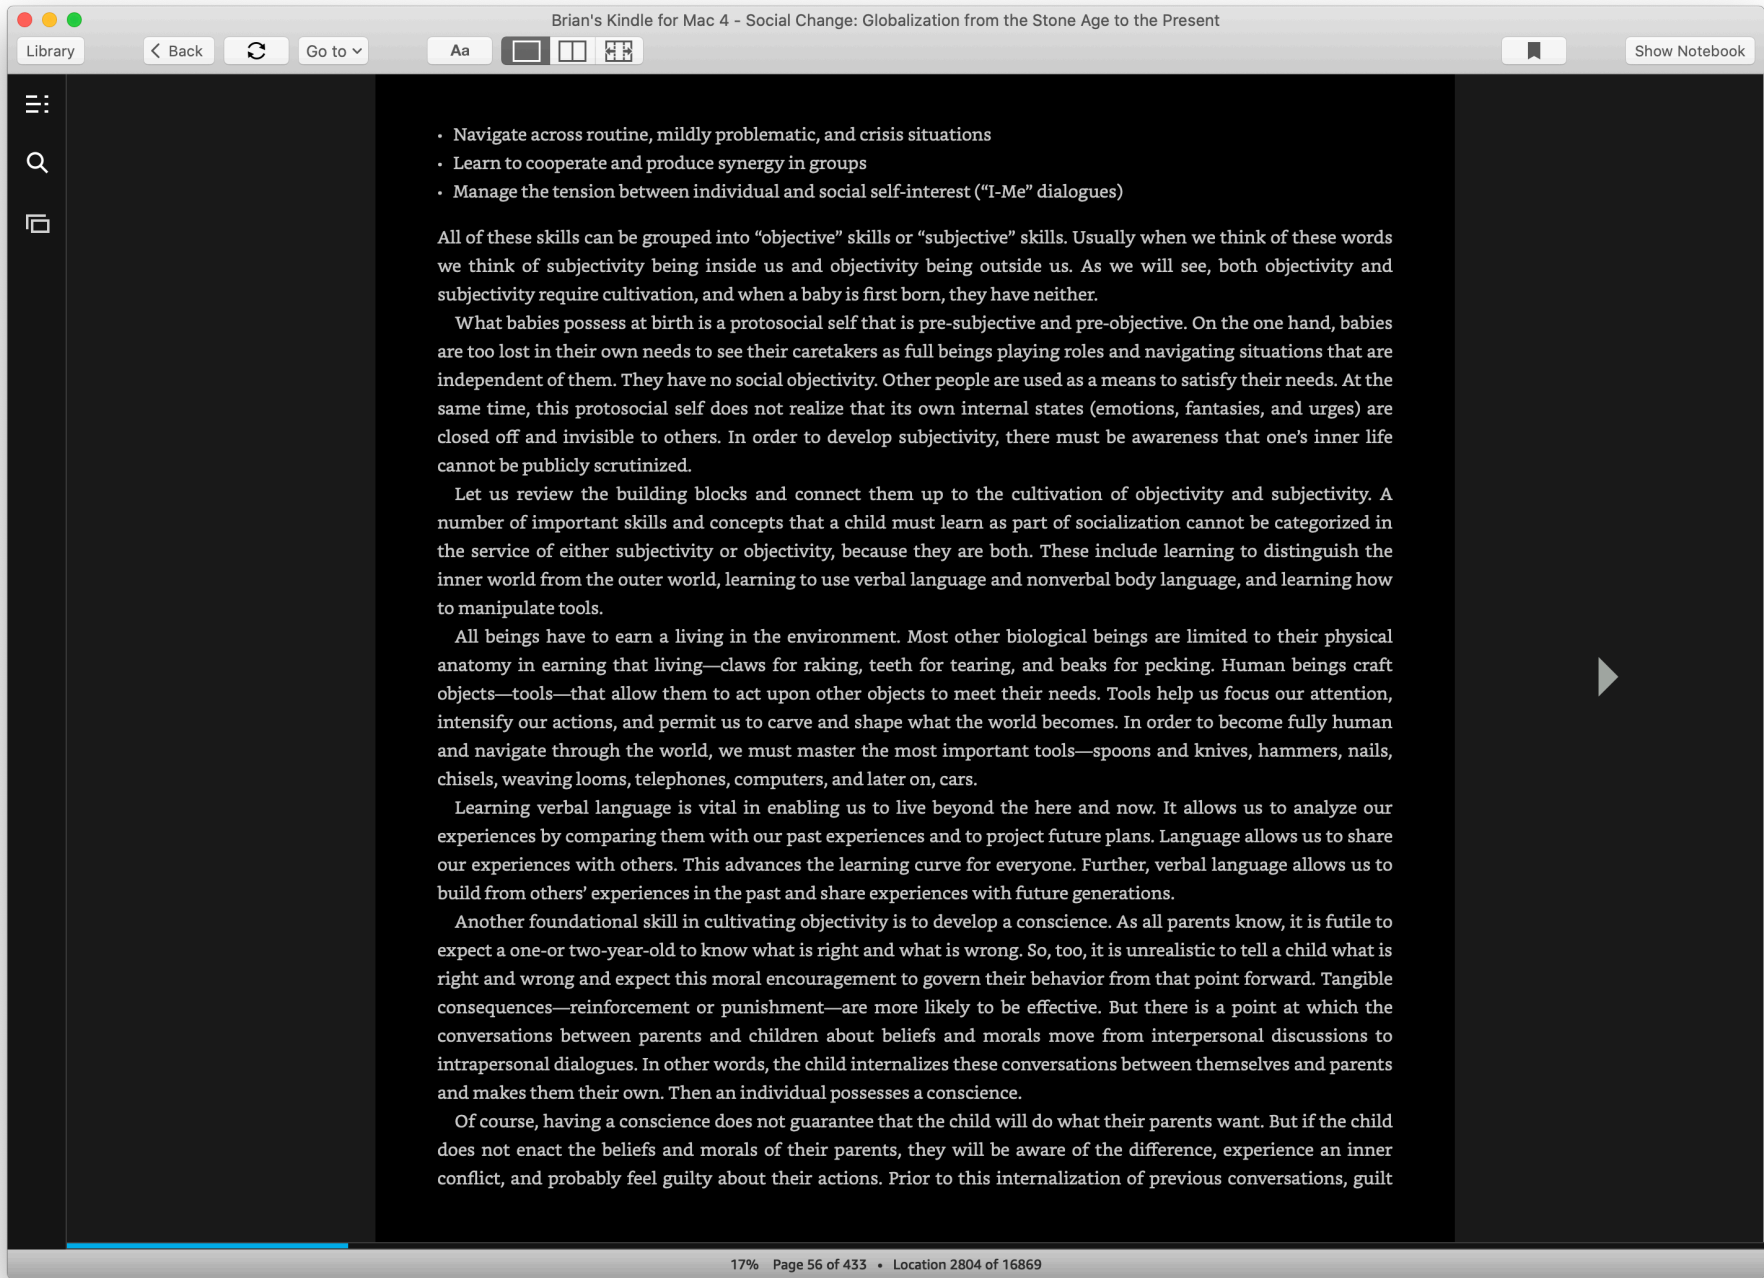 Brian's Kindle for Mac 4 - Social Change: Globalization from the Stone Age to the Present
Library
Back
Go to
Aa
Show Notebook
• Navigate across routine, mildly problematic, and crisis situations
• Learn to cooperate and produce synergy in groups
• Manage the tension between individual and social self-interest (“I-Me” dialogues)
All of these skills can be grouped into “objective” skills or “subjective” skills. Usually when we think of these words
we think of subjectivity being inside us and objectivity being outside us. As we will see, both objectivity and
subjectivity require cultivation, and when a baby is first born, they have neither.
What babies possess at birth is a protosocial self that is pre-subjective and pre-objective. On the one hand, babies
are too lost in their own needs to see their caretakers as full beings playing roles and navigating situations that are
independent of them. They have no social objectivity. Other people are used as a means to satisfy their needs. At the
same time, this protosocial self does not realize that its own internal states (emotions, fantasies, and urges) are
closed off and invisible to others. In order to develop subjectivity, there must be awareness that one’s inner life
cannot be publicly scrutinized.
Let us review the building blocks and connect them up to the cultivation of objectivity and subjectivity. A
number of important skills and concepts that a child must learn as part of socialization cannot be categorized in
the service of either subjectivity or objectivity, because they are both. These include learning to distinguish the
inner world from the outer world, learning to use verbal language and nonverbal body language, and learning how
to manipulate tools.
All beings have to earn a living in the environment. Most other biological beings are limited to their physical
anatomy in earning that living—claws for raking, teeth for tearing, and beaks for pecking. Human beings craft
objects—tools—that allow them to act upon other objects to meet their needs. Tools help us focus our attention,
intensify our actions, and permit us to carve and shape what the world becomes. In order to become fully human
and navigate through the world, we must master the most important tools—spoons and knives, hammers, nails,
chisels, weaving looms, telephones, computers, and later on, cars.
Learning verbal language is vital in enabling us to live beyond the here and now. It allows us to analyze our
experiences by comparing them with our past experiences and to project future plans. Language allows us to share
our experiences with others. This advances the learning curve for everyone. Further, verbal language allows us to
build from others’ experiences in the past and share experiences with future generations.
Another foundational skill in cultivating objectivity is to develop a conscience. As all parents know, it is futile to
expect a one-or two-year-old to know what is right and what is wrong. So, too, it is unrealistic to tell a child what is
right and wrong and expect this moral encouragement to govern their behavior from that point forward. Tangible
consequences—reinforcement or punishment—are more likely to be effective. But there is a point at which the
conversations between parents and children about beliefs and morals move from interpersonal discussions to
intrapersonal dialogues. In other words, the child internalizes these conversations between themselves and parents
and makes them their own. Then an individual possesses a conscience.
Of course, having a conscience does not guarantee that the child will do what their parents want. But if the child
does not enact the beliefs and morals of their parents, they will be aware of the difference, experience an inner
conflict, and probably feel guilty about their actions. Prior to this internalization of previous conversations, guilt
17% Page 56 of 433 • Location 2804 of 16869